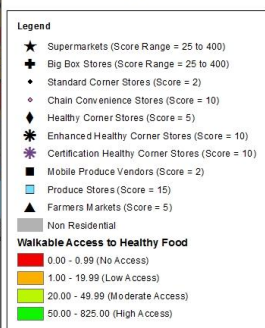 Legend
Supermarkets (Score Range = 25 to 400)
Big Box Stores (Score Range = 25 to 400)
Standard Corner Stores (Score = 2)
Chain Convenience Stores (Score = 10)
Healthy Corner Stores (Score = 5)
Enhanced Healthy Corner Stores (Score = 10)
Certification Healthy Corner Stores (Score = 10)
Mobile Produce Vendors (Score = 2)
Produce Stores (Score = 15)
Farmers Markets (Score = 5)
Non Residential
Walkable Access to Healthy Food
0.00 - 0.99 (No Access)
1.00 - 19.99 (Low Access)
20.00 - 49.99 (Moderate Access)
50.00 - 825.00 (High Access)